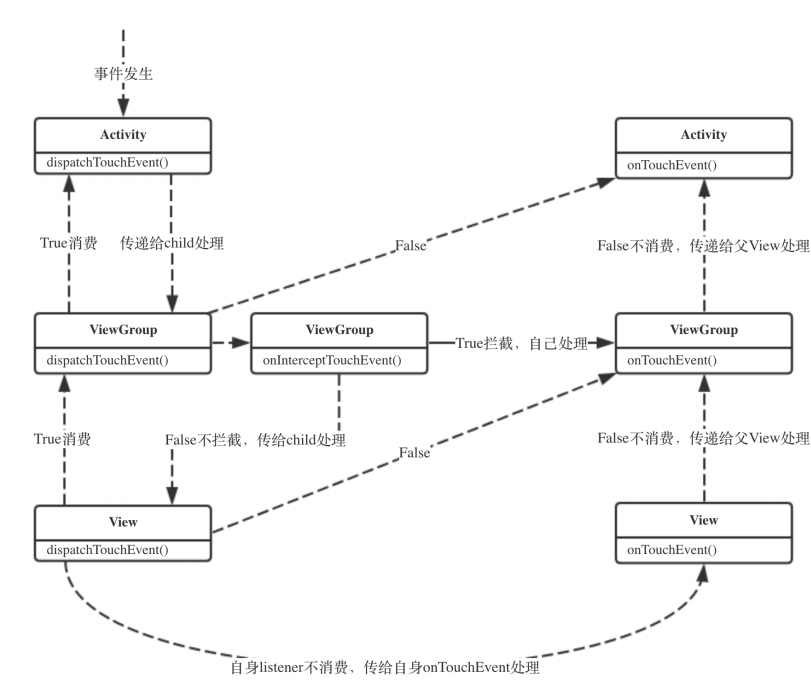 事件发生
Activity
dispatchTouchEvent()
Activity
onTouchEvent()
True消费
传递给child处理
False
False不消费，传递给父View处理
ViewGroup
dispatchTouchEvent()
ViewGroup
onInterceptTouchEvent()
True拦截，自己处理
ViewGroup
onTouchEvent()
True消费
False不拦截，传给child处理
False
False不消费，传递给父View处理
View
dispatchTouchEvent()
View
onTouchEvent()
自身listener不消费，传给自身onTouchEvent处理